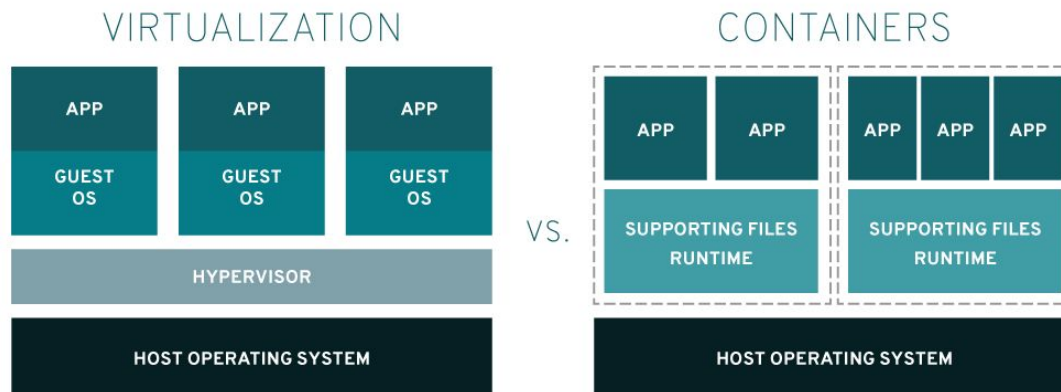 VIRTUALIZATION
APP
APP
APP
GUEST
OS
GUEST
OS
GUEST
OS
HYPERVISOR
HOST OPERATING SYSTEM
VS.
CONTAINERS
APP
APP
APP
APP
APP
SUPPORTING FILES
RUNTIME
SUPPORTING FILES
RUNTIME
HOST OPERATING SYSTEM